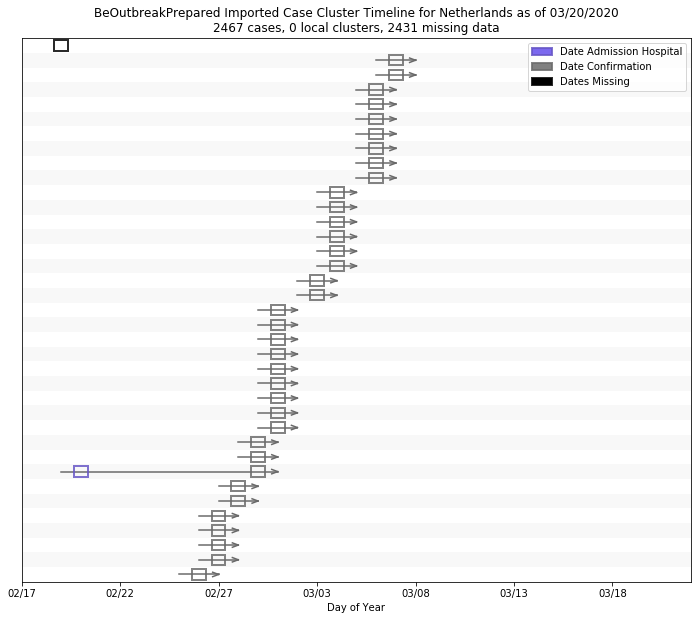 BeOutbreakPrepared Imported Case Cluster Timeline for Netherlands as of 03/20/2020
2467 cases, 0 local clusters, 2431 missing data
Date Admission Hospital
Date Confirmation
Dates Missing
02/17 02/22 02/27 03/03 03/08 03/13 03/18
Day of Year